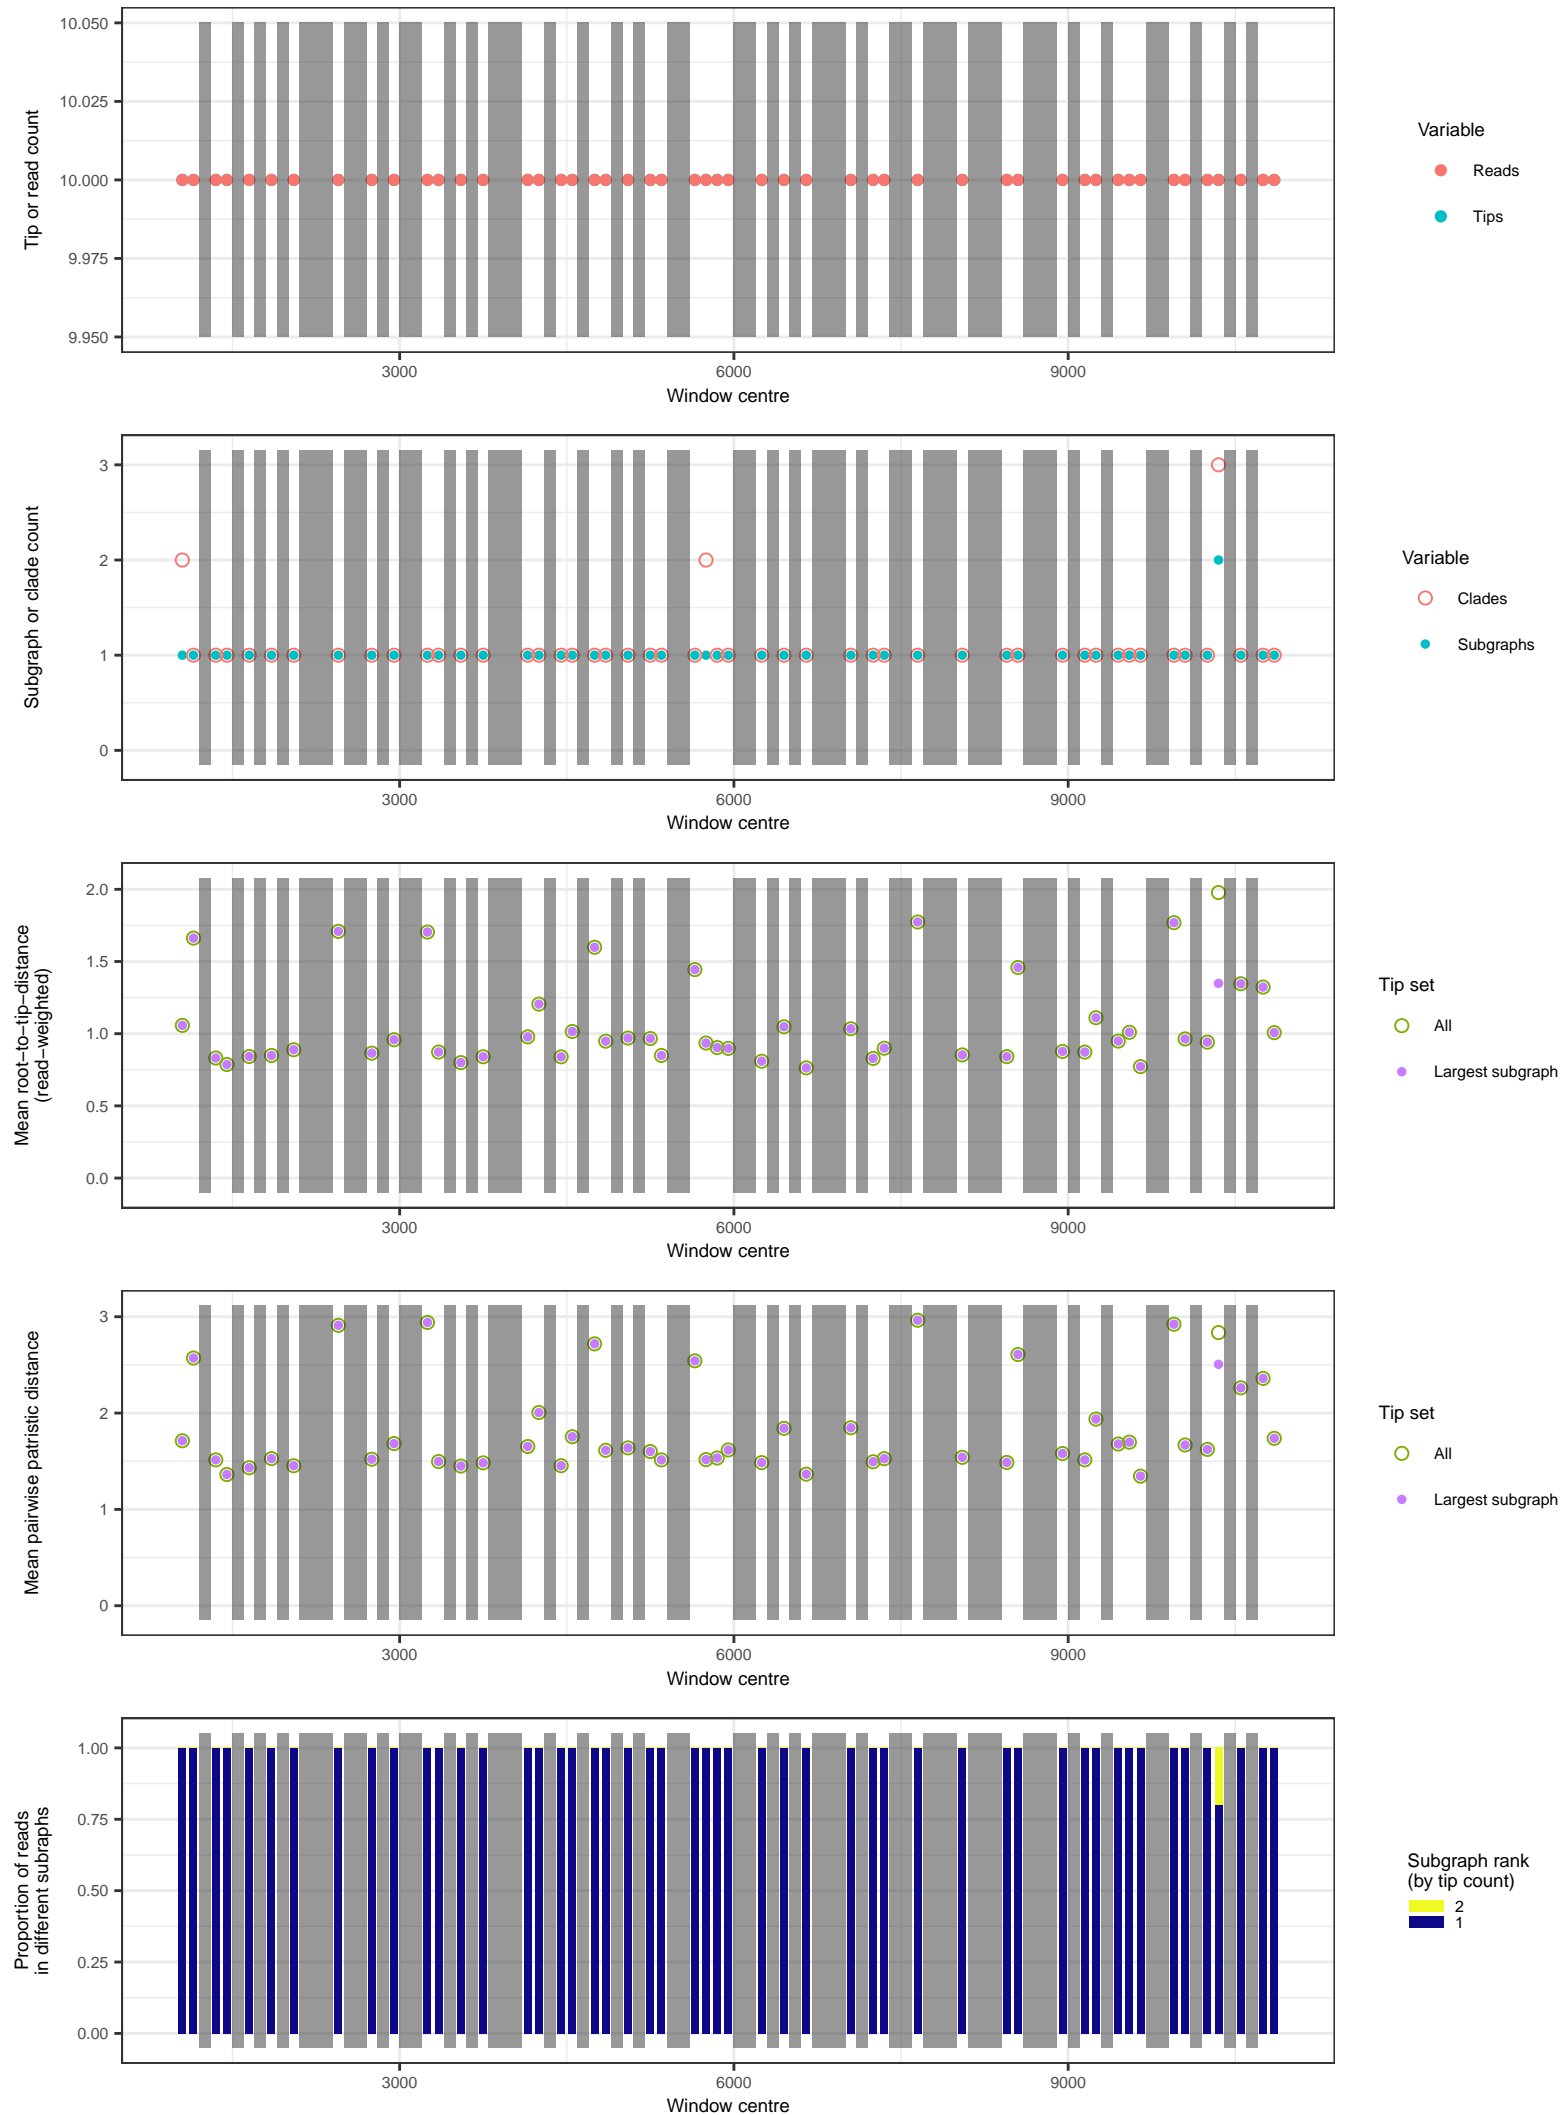 10.050
10.025
10.000
9.975
9.950
Tip or read count
3000
6000
9000
Window centre
Variable
Reads
Tips
3
2
1
0
Subgraph or clade count
3000
6000
9000
Window centre
Variable
Clades
Subgraphs
2.0
1.5
1.0
0.5
0.0
Mean root−to−tip−distance
(read−weighted)
3000
6000
9000
Window centre
Tip set
All
Largest subgraph
3
2
1
0
Mean pairwise patristic distance
3000
6000
9000
Window centre
Tip set
All
Largest subgraph
1.00
0.75
0.50
0.25
0.00
Proportion of reads
in different subraphs
3000
6000
9000
Window centre
Subgraph rank
(by tip count)
2
1